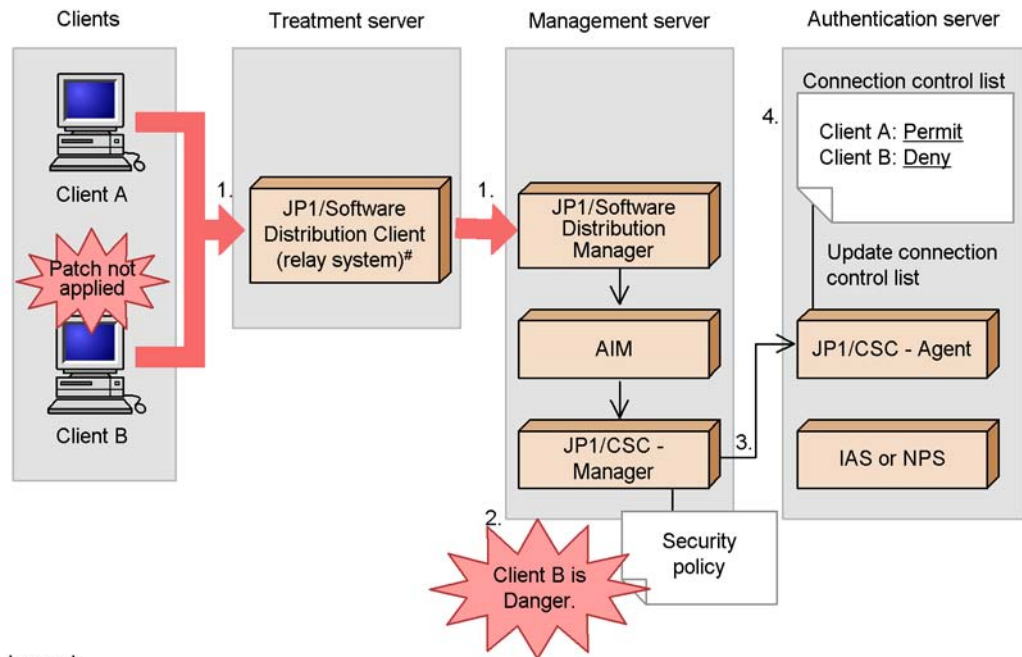 Clients
Treatment server
Management server
Authentication server
Client A
Patch not
applied
Client B
1.
JP1/Software
Distribution Client
(relay system)#
1.
JP1/Software
Distribution
Manager
AIM
JP1/CSC -
Manager
2.
Client B is
Danger.
Security
policy
3.
Connection control list
4.
Client A: Permit
Client B: Deny
Update connection
control list
JP1/CSC - Agent
IAS or NPS